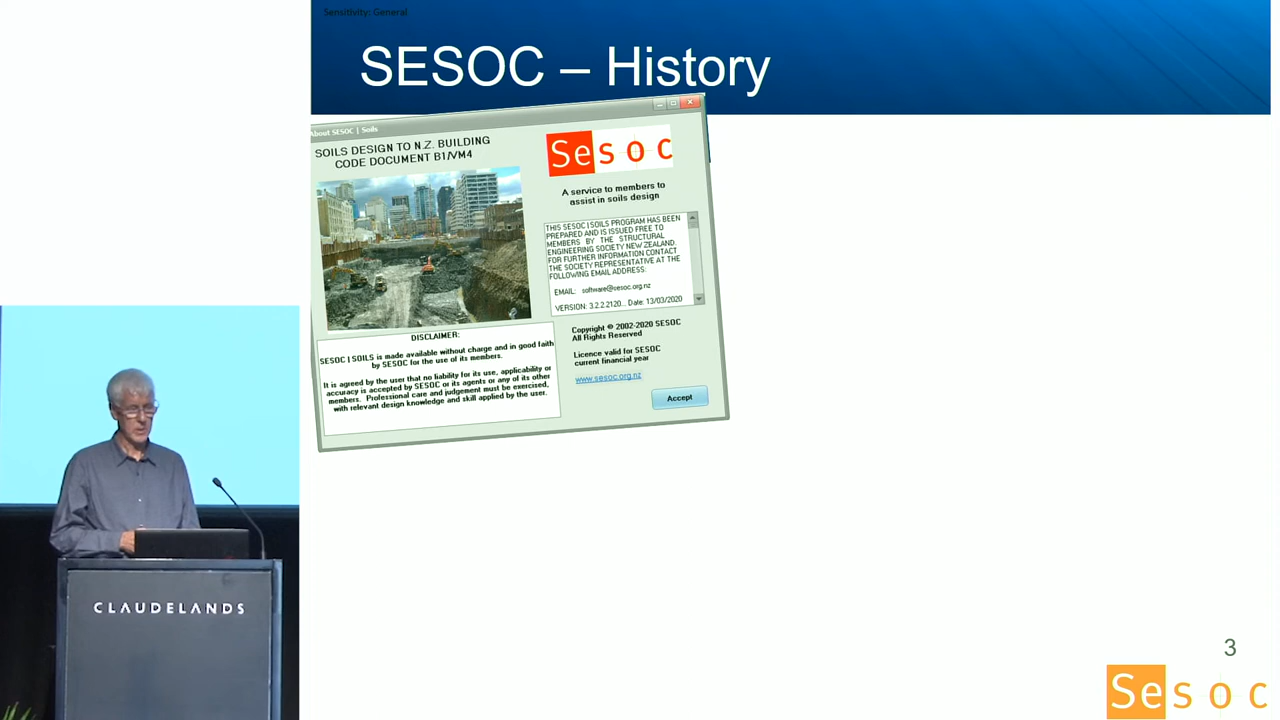 Sensitivity: General
SESOC – History
About SESOC | Soils
SOILS DESIGN TO N.Z. BUILDING
CODE DOCUMENT B1/VM4
Sesoc
A service to members to
assist in soils design
THIS SESOC | SOILS PROGRAM HAS BEEN
PREPARED AND IS ISSUED FREE TO
MEMBERS BY THE STRUCTURAL
ENGINEERING SOCIETY NEW ZEALAND.
FOR FURTHER INFORMATION CONTACT
THE SOCIETY REPRESENTATIVE AT THE
FOLLOWING EMAIL ADDRESS:
EMAIL: software@sesoc.org.nz
VERSION: 3.2.2.2120... Date: 13/03/2020
DISCLAIMER:
SESOC | SOILS is made available without charge and in good faith
by SESOC for the use of its members.
It is agreed by the user that no liability for its use, applicability or
accuracy is accepted by SESOC or its agents or any of its other
members. Professional care and judgement must be exercised,
with relevant design knowledge and skill applied by the user.
Copyright © 2002-2020 SESOC
All Rights Reserved
Licence valid for SESOC
current financial year
www.sesoc.org.nz
Accept
CLAUDELANDS
3
Sesoc